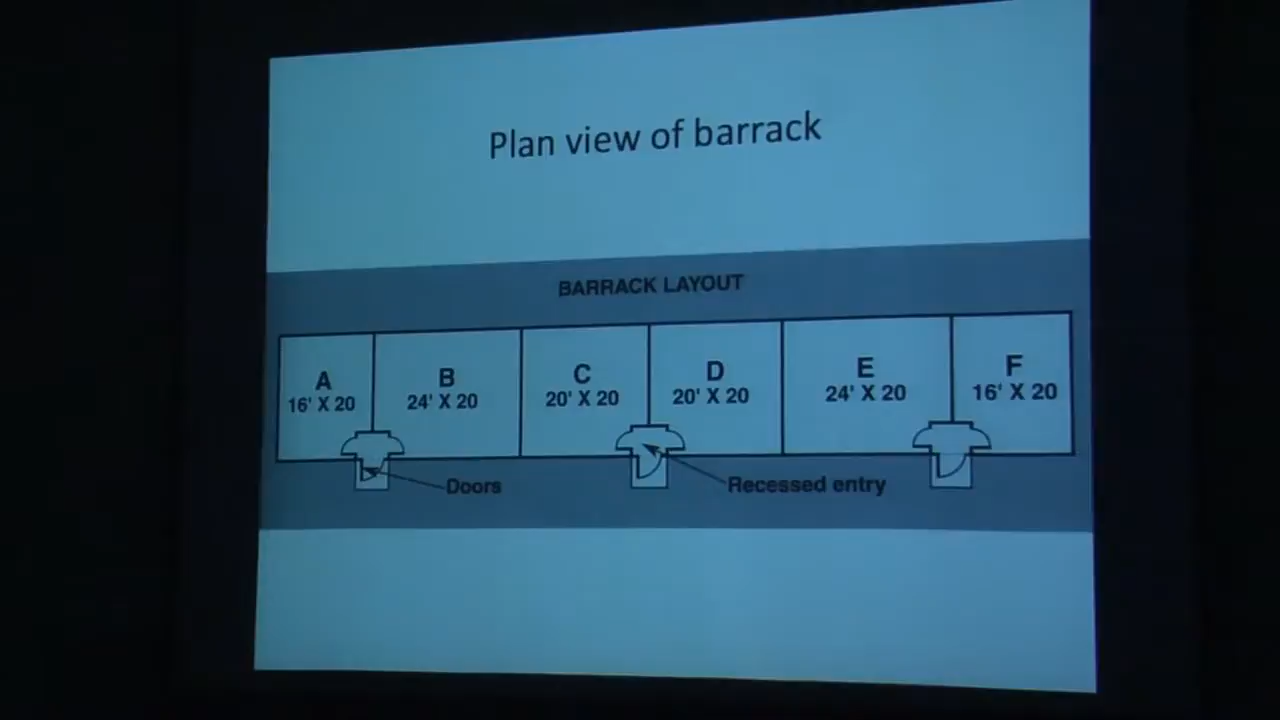 Plan view of barrack
BARRACK LAYOUT
A
16' X 20
B
24' X 20
C
20' X 20
D
20' X 20
E
24' X 20
F
16' X 20
Doors
Recessed entry